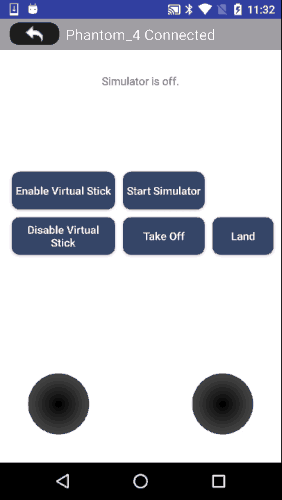 11:32
Phantom_4 Connected
Simulator is off.
Enable Virtual Stick
Start Simulator
Disable Virtual
Stick
Take Off
Land